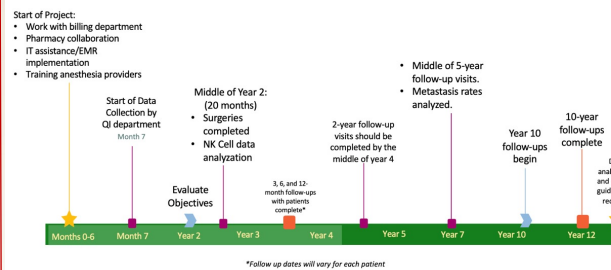 Start of Project:
• Work with billing department
• Pharmacy collaboration
• IT assistance/EMR
implementation
• Training anesthesia providers
Start of Data
Collection by
QI department
Month 7
Evaluate
Objectives
Middle of Year 2:
(20 months)
• Surgeries
completed
• NK Cell data
analyzation
3, 6, and 12-
month follow-ups
with patients
complete*
2-year follow-up
visits should be
completed by the
middle of year 4
• Middle of 5-year
follow-up visits.
• Metastasis rates
analyzed.
Year 10
follow-ups
begin
10-year
follow-ups
complete
and
Months 0-6
Month 7
Year 2
Year 3
Year 4
Year 5
Year 7
Year 10
Year 12
*Follow up dates will vary for each patient